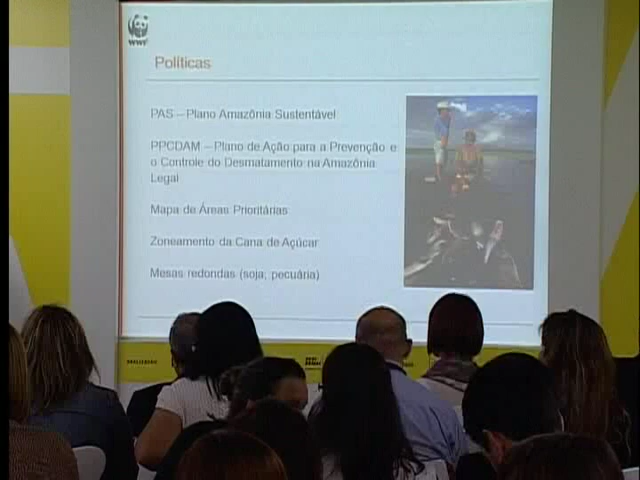 WWF
Políticas
PAS – Plano Amazônia Sustentável
PPCDAM – Plano de Ação para a Prevenção e
o Controle do Desmatamento na Amazônia
Legal
Mapa de Áreas Prioritárias
Zoneamento da Cana de Açúcar
Mesas redondas (soja, pecuária)
REALIZAÇÃO